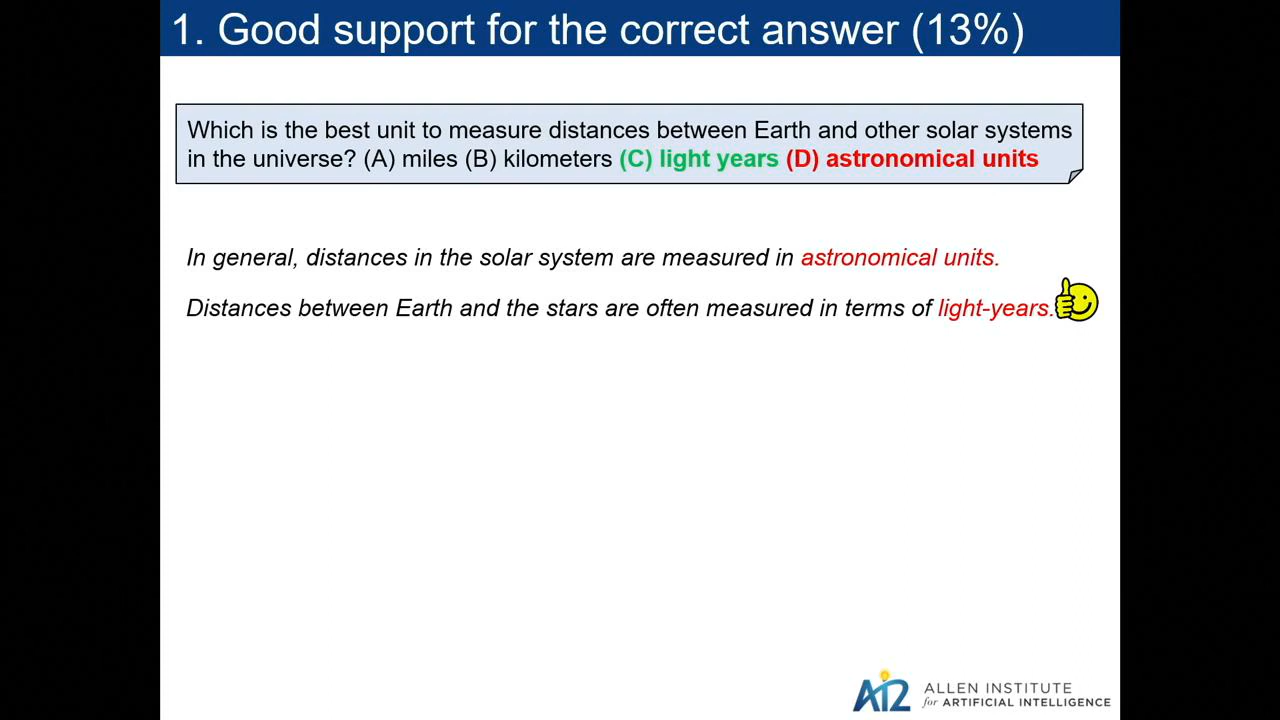 1. Good support for the correct answer (13%)
Which is the best unit to measure distances between Earth and other solar systems
in the universe? (A) miles (B) kilometers (C) light years (D) astronomical units
In general, distances in the solar system are measured in astronomical units.
Distances between Earth and the stars are often measured in terms of light-years.
AI2 ALLEN INSTITUTE
for ARTIFICIAL INTELLIGENCE